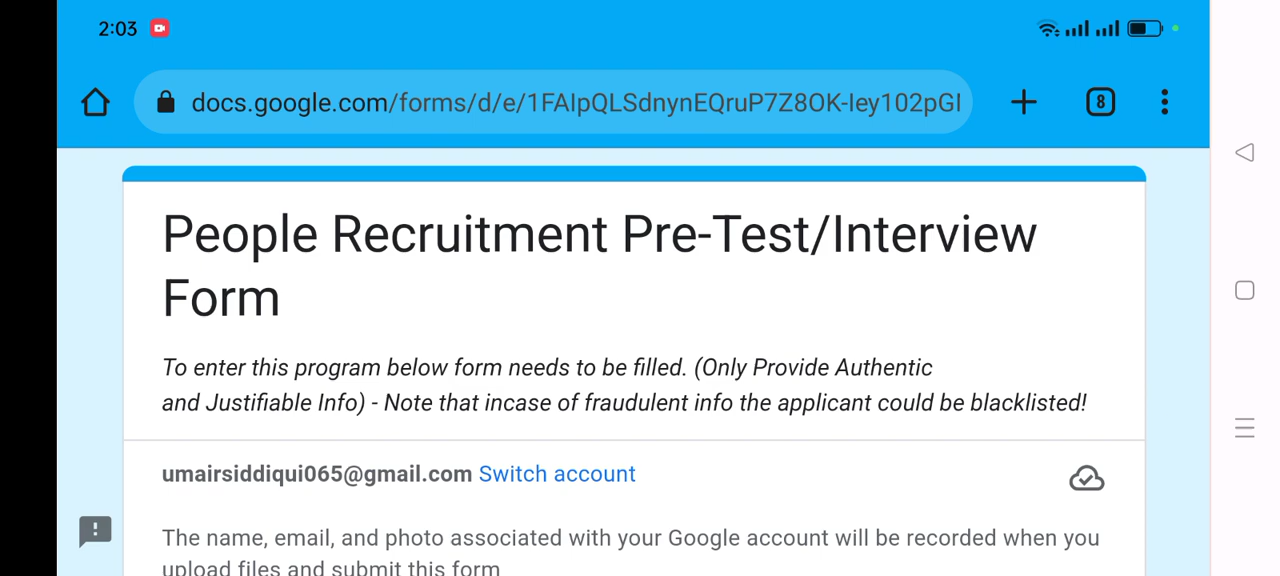 2:03
docs.google.com/forms/d/e/1FAIpQLSdnynEQruP7Z8OK-Iey102pGI
8
People Recruitment Pre-Test/Interview
Form
To enter this program below form needs to be filled. (Only Provide Authentic
and Justifiable Info) - Note that incase of fraudulent info the applicant could be blacklisted!
umairsiddiqui065@gmail.com Switch account
The name, email, and photo associated with your Google account will be recorded when you
upload files and submit this form